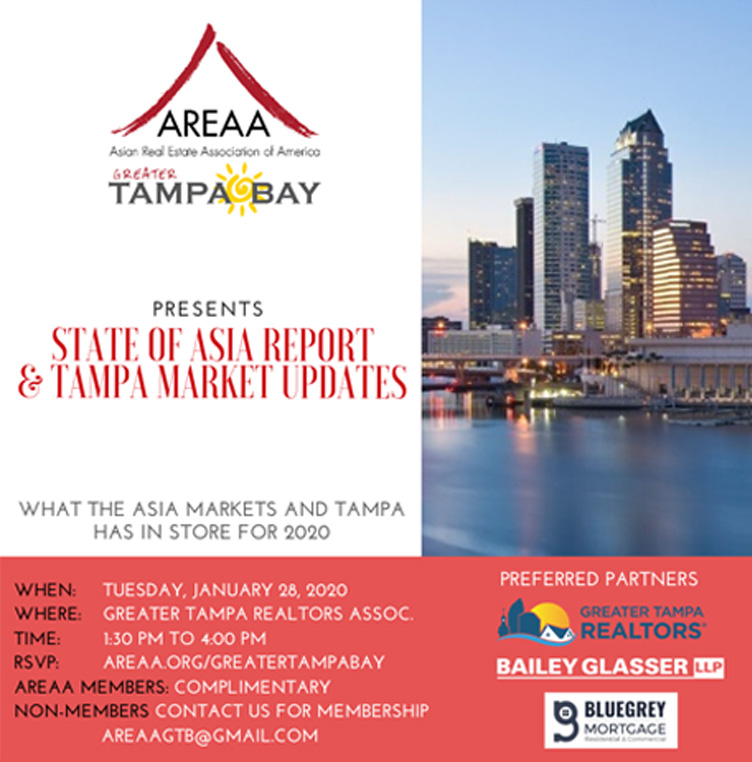 AREAA
Asian Real Estate Association of America
GREATER
TAMPA BAY
PRESENTS
STATE OF ASIA REPORT
& TAMPA MARKET UPDATES
WHAT THE ASIA MARKETS AND TAMPA
HAS IN STORE FOR 2020
WHEN: TUESDAY, JANUARY 28, 2020
WHERE: GREATER TAMPA REALTORS ASSOC.
TIME: 1:30 PM TO 4:00 PM
RSVP: AREAA.ORG/GREATERTAMPABAY
AREAA MEMBERS: COMPLIMENTARY
NON-MEMBERS CONTACT US FOR MEMBERSHIP
AREAAGTB@GMAIL.COM
PREFERRED PARTNERS
GREATER TAMPA
REALTORS®
BAILEY GLASSER LLP
BLUEGREY
MORTGAGE
Residential & Commercial